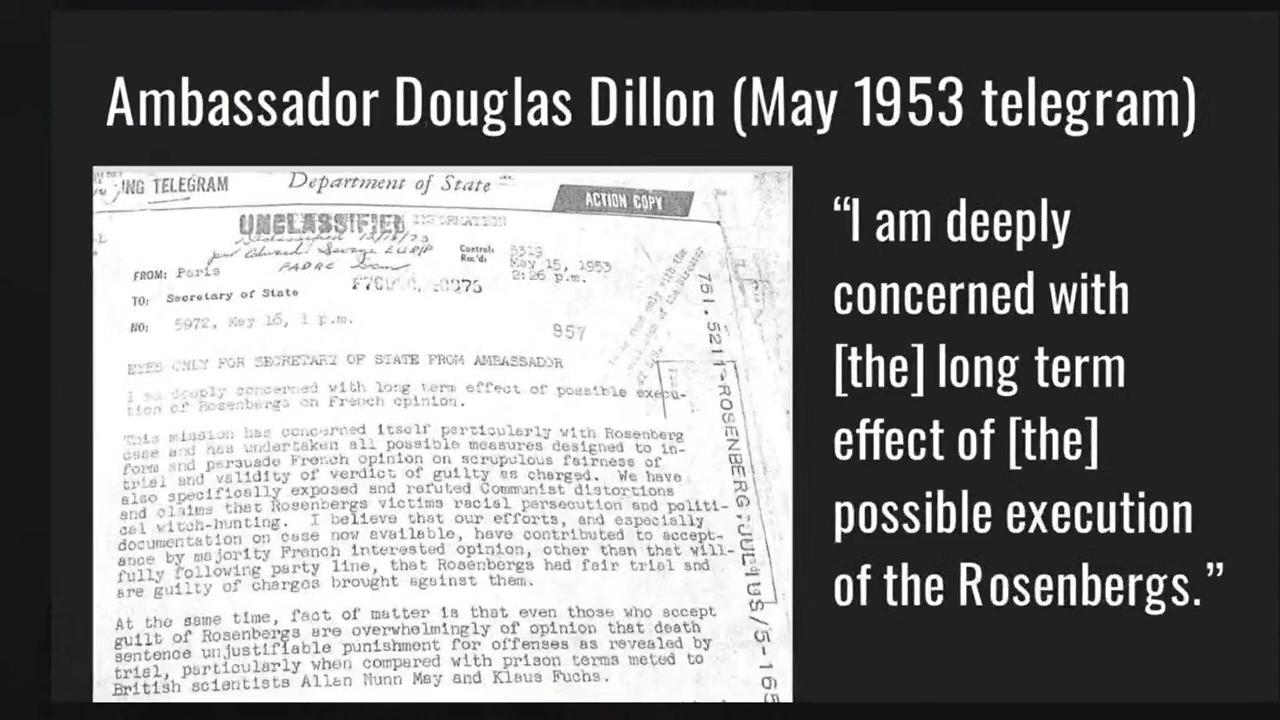 Ambassador Douglas Dillon (May 1953 telegram)
ING TELEGRAM
Department of State
ACTION COPY
UNCLASSIFIED INFORMATION
Declassified
FROM: Paris
TO: Secretary of State
NO: 5972, May 16, 1 p.m.
Control: 5319
Rec'd: May 15, 1953
2:26 p.m.
957
EYES ONLY FOR SECRETARY OF STATE FROM AMBASSADOR
I am deeply concerned with long term effect of possible execu-
tion of Rosenbergs on French opinion.
This mission has concerned itself particularly with Rosenberg
case and has undertaken all possible measures designed to in-
form and persuade French opinion on scrupulous fairness of
trial and validity of verdict of guilty as charged. We have
also specifically exposed and refuted Communist distortions
and claims that Rosenbergs victims racial persecution and politi-
cal witch-hunting. I believe that our efforts, and especially
documentation on case now available, have contributed to accept-
ance by majority French interested opinion, other than that will-
fully following party line, that Rosenbergs had fair trial and
are guilty of charges brought against them.
At the same time, fact of matter is that even those who accept
guilt of Rosenbergs are overwhelmingly of opinion that death
sentence unjustifiable punishment for offenses as revealed by
trial, particularly when compared with prison terms meted to
British scientists Allan Nunn May and Klaus Fuchs.
751.5211-ROSENBERG, JULIUS/5-165
“I am deeply
concerned with
[the] long term
effect of [the]
possible execution
of the Rosenbergs.”